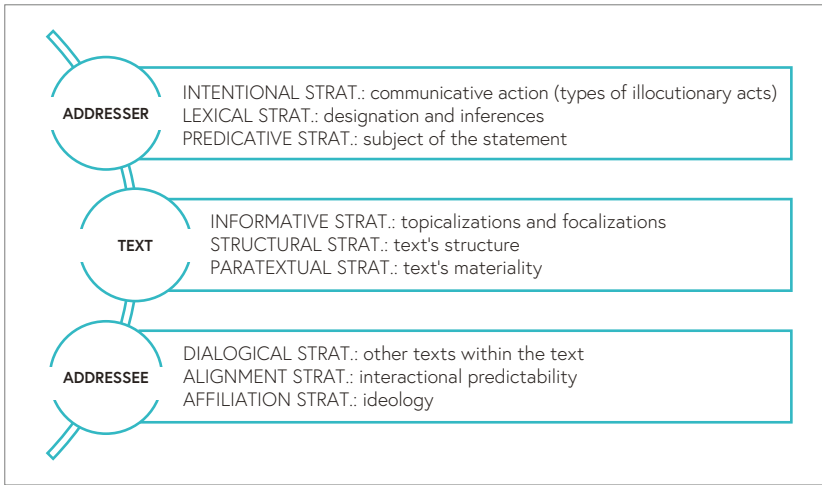 ADDRESSER
INTENTIONAL STRAT.: communicative action (types of illocutionary acts)
LEXICAL STRAT.: designation and inferences
PREDICATIVE STRAT.: subject of the statement
TEXT
INFORMATIVE STRAT.: topicalizations and focalizations
STRUCTURAL STRAT.: text's structure
PARATEXTUAL STRAT.: text's materiality
ADDRESSEE
DIALOGICAL STRAT.: other texts within the text
ALIGNMENT STRAT.: interactional predictability
AFFILIATION STRAT.: ideology